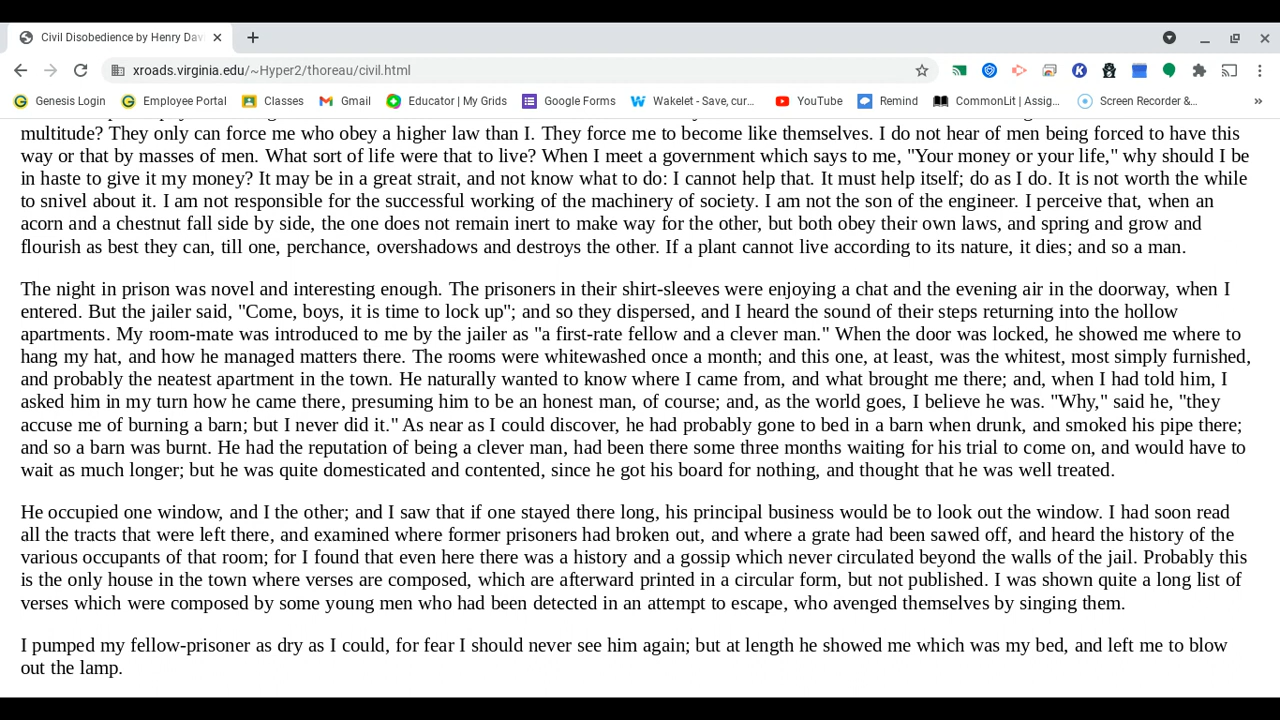 Civil Disobedience by Henry Dav
xroads.virginia.edu/~Hyper2/thoreau/civil.html
Genesis Login Employee Portal Classes Gmail Educator | My Grids Google Forms Wakelet - Save, cur... YouTube Remind CommonLit | Assig... Screen Recorder &... »
multitude? They only can force me who obey a higher law than I. They force me to become like themselves. I do not hear of men being forced to have this
way or that by masses of men. What sort of life were that to live? When I meet a government which says to me, "Your money or your life," why should I be
in haste to give it my money? It may be in a great strait, and not know what to do: I cannot help that. It must help itself; do as I do. It is not worth the while
to snivel about it. I am not responsible for the successful working of the machinery of society. I am not the son of the engineer. I perceive that, when an
acorn and a chestnut fall side by side, the one does not remain inert to make way for the other, but both obey their own laws, and spring and grow and
flourish as best they can, till one, perchance, overshadows and destroys the other. If a plant cannot live according to its nature, it dies; and so a man.
The night in prison was novel and interesting enough. The prisoners in their shirt-sleeves were enjoying a chat and the evening air in the doorway, when I
entered. But the jailer said, "Come, boys, it is time to lock up"; and so they dispersed, and I heard the sound of their steps returning into the hollow
apartments. My room-mate was introduced to me by the jailer as "a first-rate fellow and a clever man." When the door was locked, he showed me where to
hang my hat, and how he managed matters there. The rooms were whitewashed once a month; and this one, at least, was the whitest, most simply furnished,
and probably the neatest apartment in the town. He naturally wanted to know where I came from, and what brought me there; and, when I had told him, I
asked him in my turn how he came there, presuming him to be an honest man, of course; and, as the world goes, I believe he was. "Why," said he, "they
accuse me of burning a barn; but I never did it." As near as I could discover, he had probably gone to bed in a barn when drunk, and smoked his pipe there;
and so a barn was burnt. He had the reputation of being a clever man, had been there some three months waiting for his trial to come on, and would have to
wait as much longer; but he was quite domesticated and contented, since he got his board for nothing, and thought that he was well treated.
He occupied one window, and I the other; and I saw that if one stayed there long, his principal business would be to look out the window. I had soon read
all the tracts that were left there, and examined where former prisoners had broken out, and where a grate had been sawed off, and heard the history of the
various occupants of that room; for I found that even here there was a history and a gossip which never circulated beyond the walls of the jail. Probably this
is the only house in the town where verses are composed, which are afterward printed in a circular form, but not published. I was shown quite a long list of
verses which were composed by some young men who had been detected in an attempt to escape, who avenged themselves by singing them.
I pumped my fellow-prisoner as dry as I could, for fear I should never see him again; but at length he showed me which was my bed, and left me to blow
out the lamp.